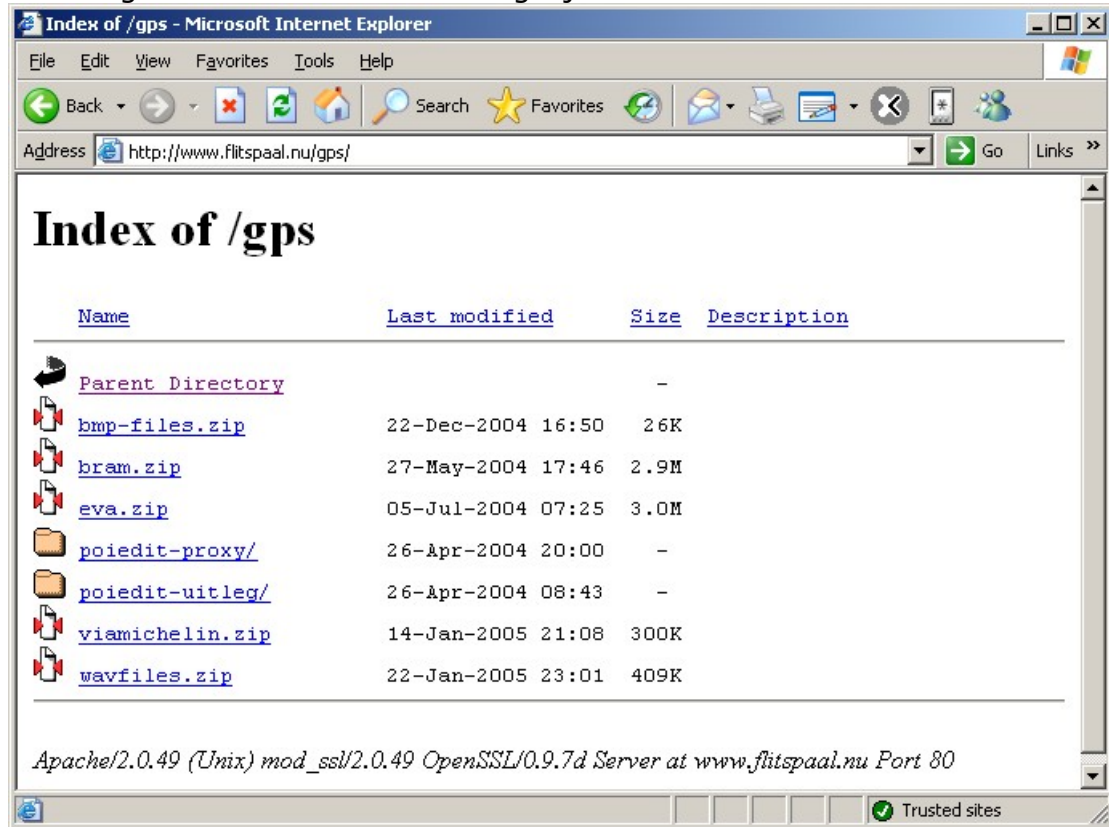 Index of /gps - Microsoft Internet Explorer
File Edit View Favorites Tools Help
Back Search Favorites
Address http://www.flitspaal.nu/gps/ Go Links »
Index of /gps
Name Last modified Size Description
Parent Directory -
bmp-files.zip 22-Dec-2004 16:50 26K
bram.zip 27-May-2004 17:46 2.9M
eva.zip 05-Jul-2004 07:25 3.0M
poiedit-proxy/ 26-Apr-2004 20:00 -
poiedit-uitleg/ 26-Apr-2004 08:43 -
viamichelin.zip 14-Jan-2005 21:08 300K
wavfiles.zip 22-Jan-2005 23:01 409K
Apache/2.0.49 (Unix) mod_ssl/2.0.49 OpenSSL/0.9.7d Server at www.flitspaal.nu Port 80
Trusted sites